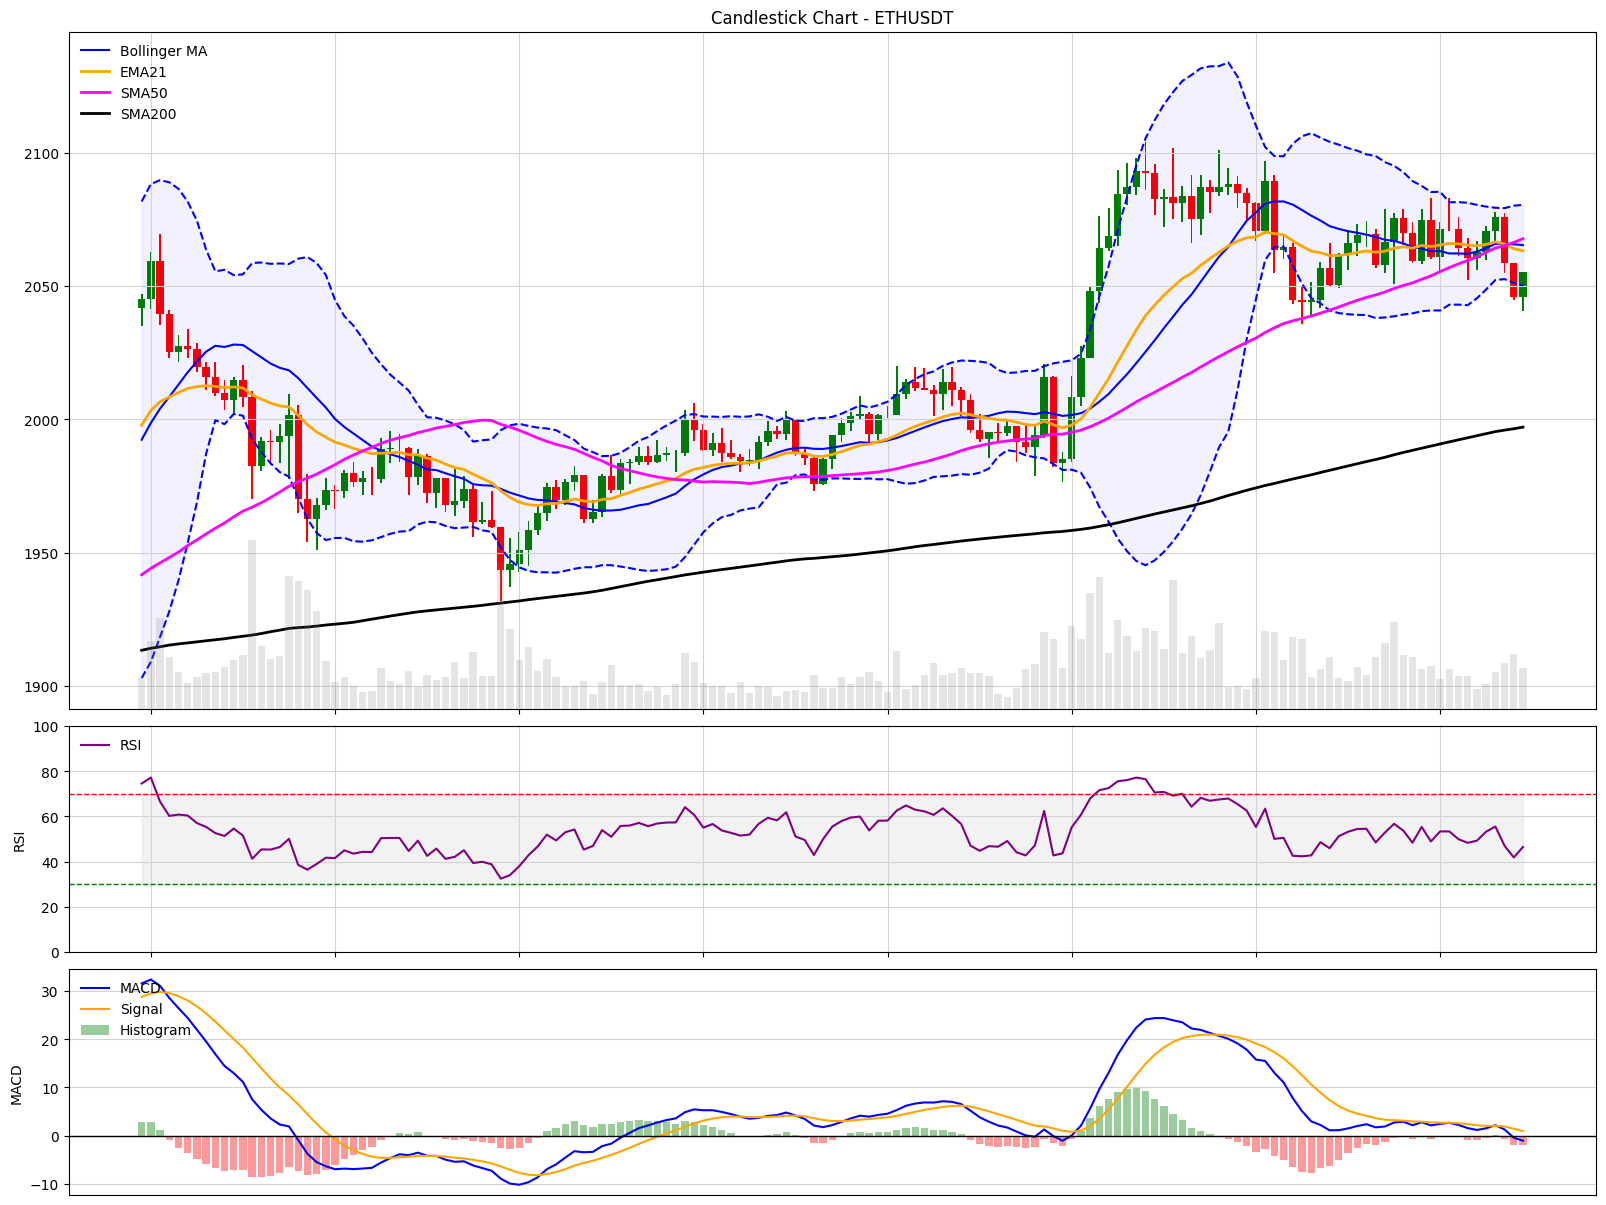 Candlestick Chart - ETHUSDT
Bollinger MA
EMA21
SMA50
SMA200
2100
2050
2000
1950
1900
RSI
100
80
60
40
20
0
RSI
MACD
Signal
Histogram
30
20
10
0
−10
MACD